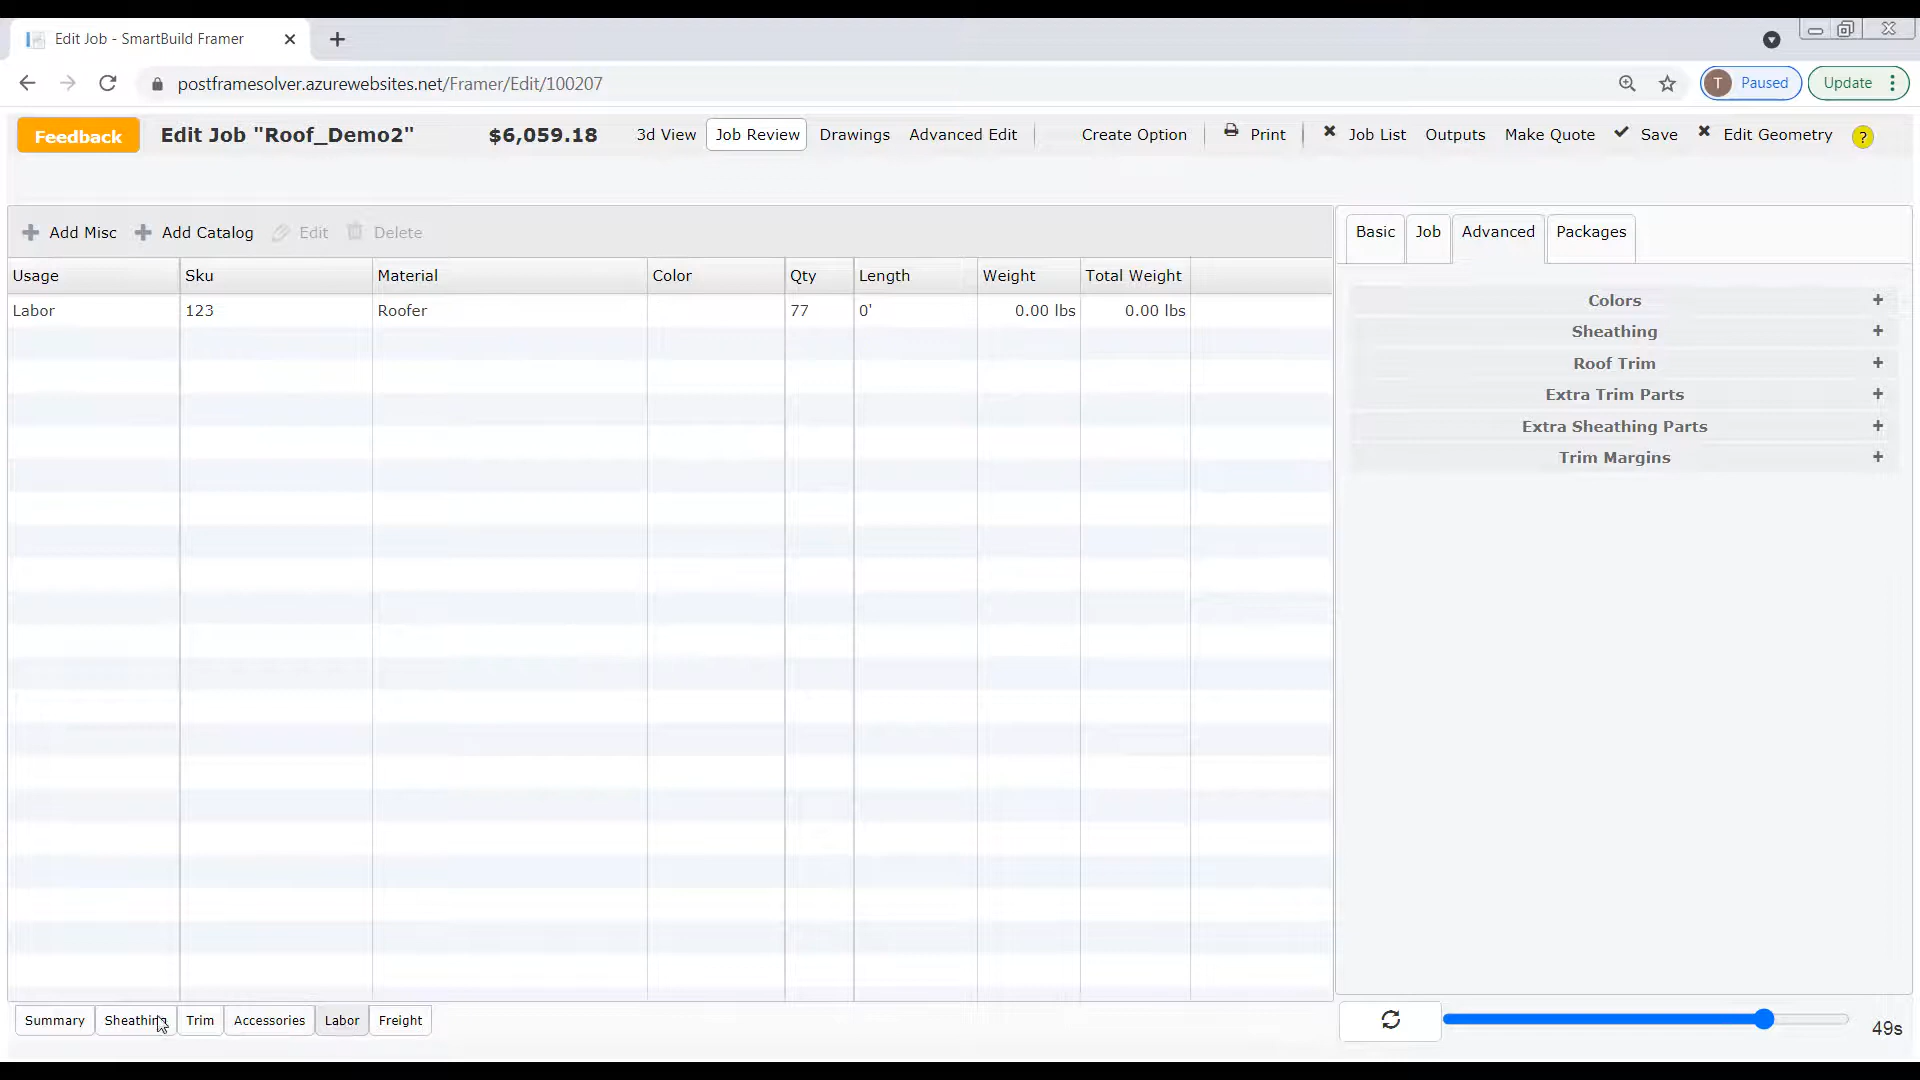 Edit Job - SmartBuild Framer
postframesolver.azurewebsites.net/Framer/Edit/100207
T Paused Update
Feedback Edit Job "Roof_Demo2" $6,059.18 3d View Job Review Drawings Advanced Edit Create Option Print Job List Outputs Make Quote Save Edit Geometry ?
Add Misc Add Catalog Edit Delete
Basic Job Advanced Packages
Usage Sku Material Color Qty Length Weight Total Weight
Labor 123 Roofer 77 0' 0.00 lbs 0.00 lbs
Colors +
Sheathing +
Roof Trim +
Extra Trim Parts +
Extra Sheathing Parts +
Trim Margins +
Summary Sheathing Trim Accessories Labor Freight
49s